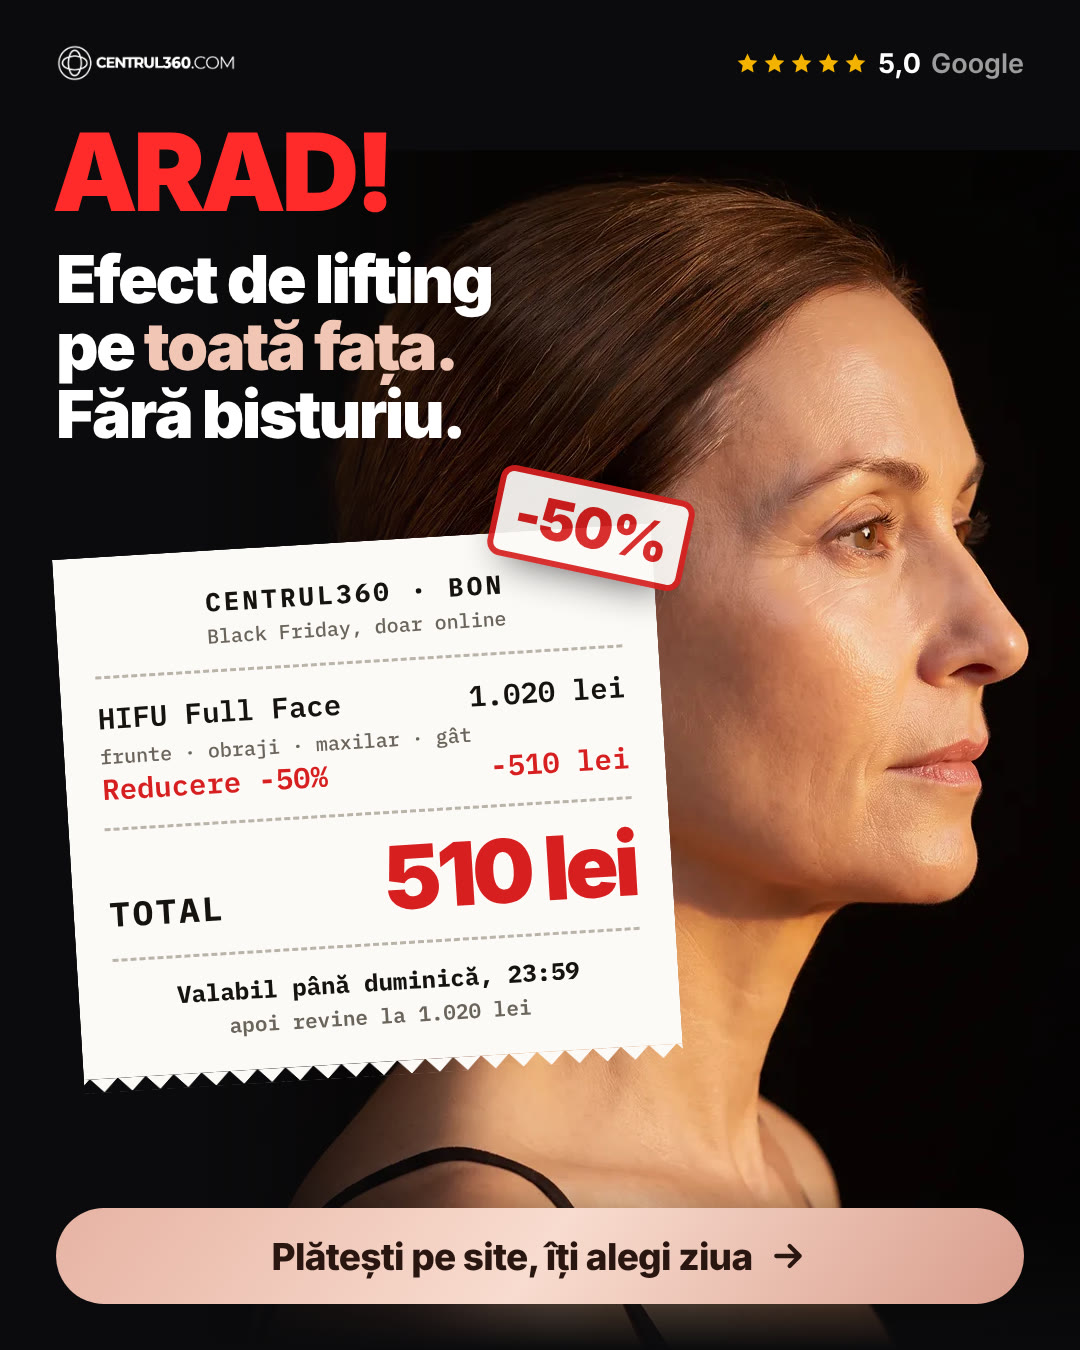 CENTRUL360.COM
★★★★★ 5,0 Google
ARAD!
Efect de lifting
pe toată fața.
Fără bisturiu.
-50%
CENTRUL360 · BON
Black Friday, doar online
HIFU Full Face 1.020 lei
frunte · obraji · maxilar · gât
Reducere -50% -510 lei
TOTAL 510 lei
Valabil până duminică, 23:59
apoi revine la 1.020 lei
Plătești pe site, îți alegi ziua →